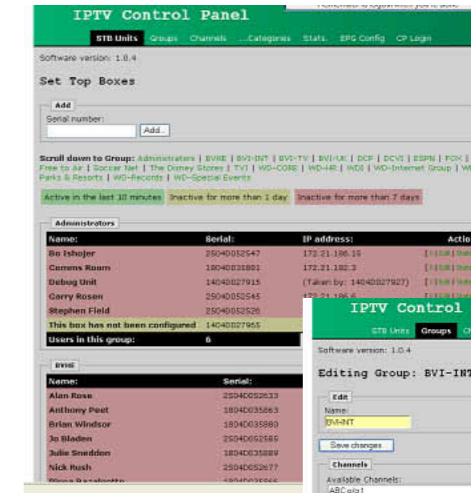 IPTV Control Panel
STB Units Groups Channels ...Categories Stats. EPG Config CP Login
Software version: 1.0.4
Set Top Boxes
Add
Serial number:
Add..
Scroll down to Group: Administrators | BVHE | BVI-INT | BVI-TV | BVI-UK | DCP | DCVI | ESPN | FOX |
Free to Air | Soccer Net | The Disney Stores | TVI | WD-CORE | WD-HR | WDI | WD-Internet Group |
Parks & Resorts | WD-Records | WD-Special Events
Active in the last 10 minutes Inactive for more than 1 day Inactive for more than 7 days
Administrators
Name: Serial: IP address: Actio
Bo Ishojer 25040052547 172.21.186.15
Comms Room 172.21.182.3
Debug Unit 14040027915 (Taken by: 14040027927)
Garry Rosen 25040052545
Stephen Field 25040052526
This box has not been configured 14040027965
Users in this group: 6
BVHE
Name: Serial:
Alan Rose 25040052633
Anthony Peet 18040035863
Brian Windsor 18040035880
Jo Bladen 25040052585
Julie Sneddon 18040035889
Nick Rush 25040052677
IPTV Control
STB Units Groups
Software version: 1.0.4
Editing Group: BVI-INT
Edit
Name:
BVI-INT
Save changes
Channels
Available Channels: